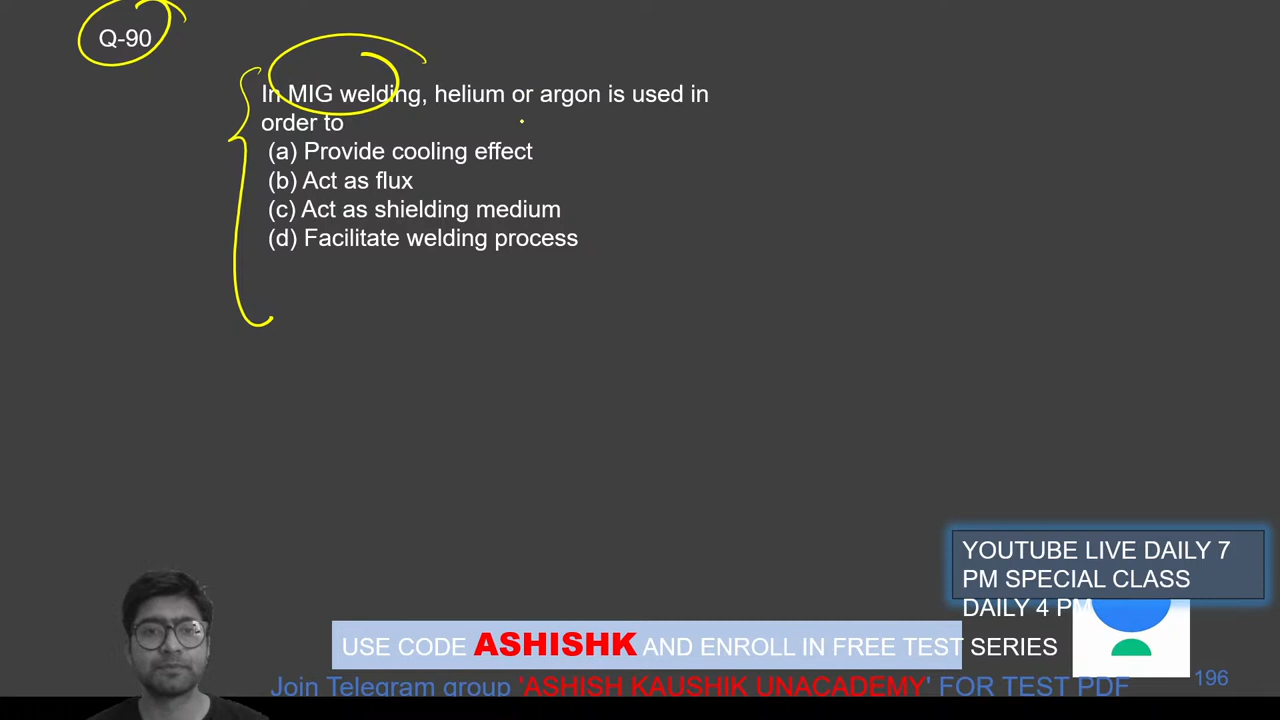 Q-90
In MIG welding, helium or argon is used in
order to
(a) Provide cooling effect
(b) Act as flux
(c) Act as shielding medium
(d) Facilitate welding process
YOUTUBE LIVE DAILY 7
PM SPECIAL CLASS
DAILY 4 PM
USE CODE ASHISHK AND ENROLL IN FREE TEST SERIES
Join Telegram group 'ASHISH KAUSHIK UNACADEMY' FOR TEST PDF
196